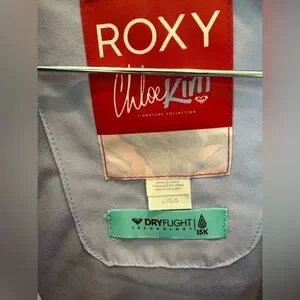 ROXY
Chloe Kim
SIGNATURE COLLECTION
L/G/G
DRYFLIGHT
TECHNOLOGY
15K